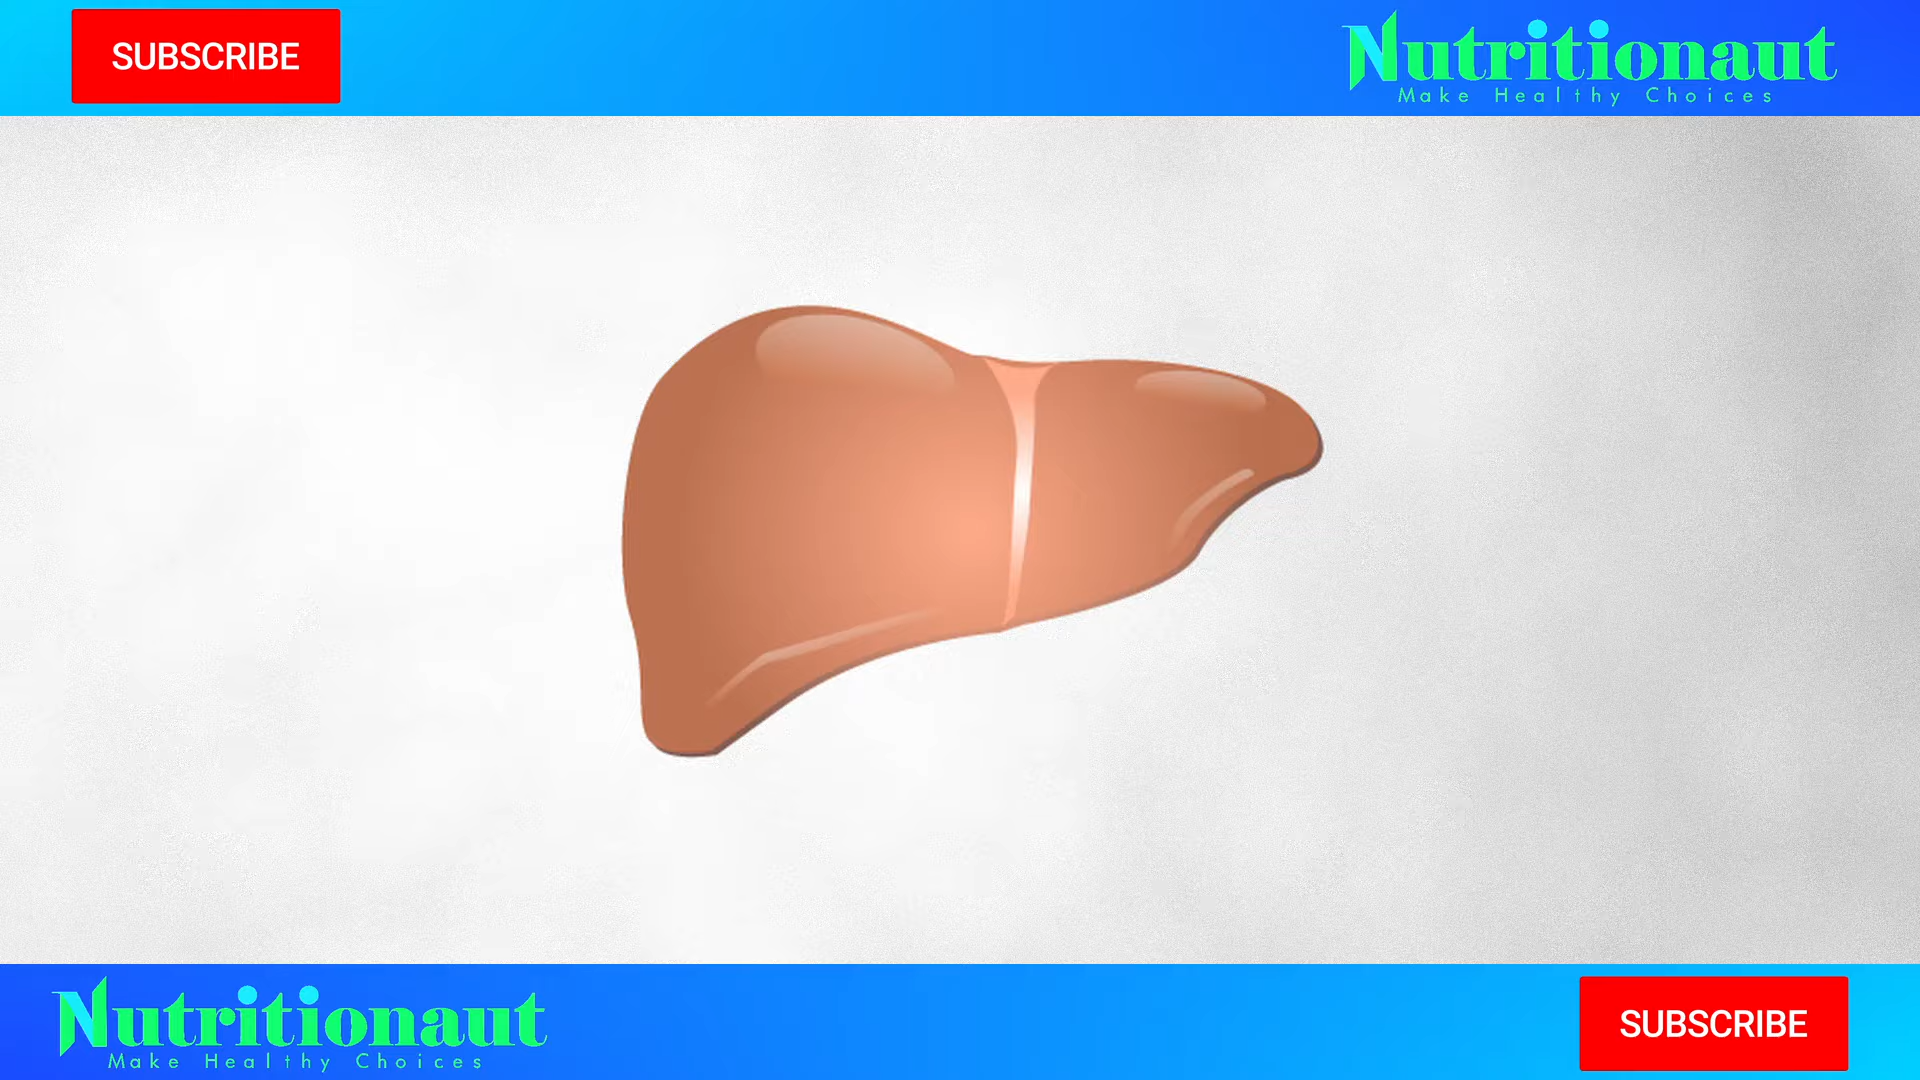 SUBSCRIBE
Nutritionaut
Make Healthy Choices
Nutritionaut
Make Healthy Choices
SUBSCRIBE